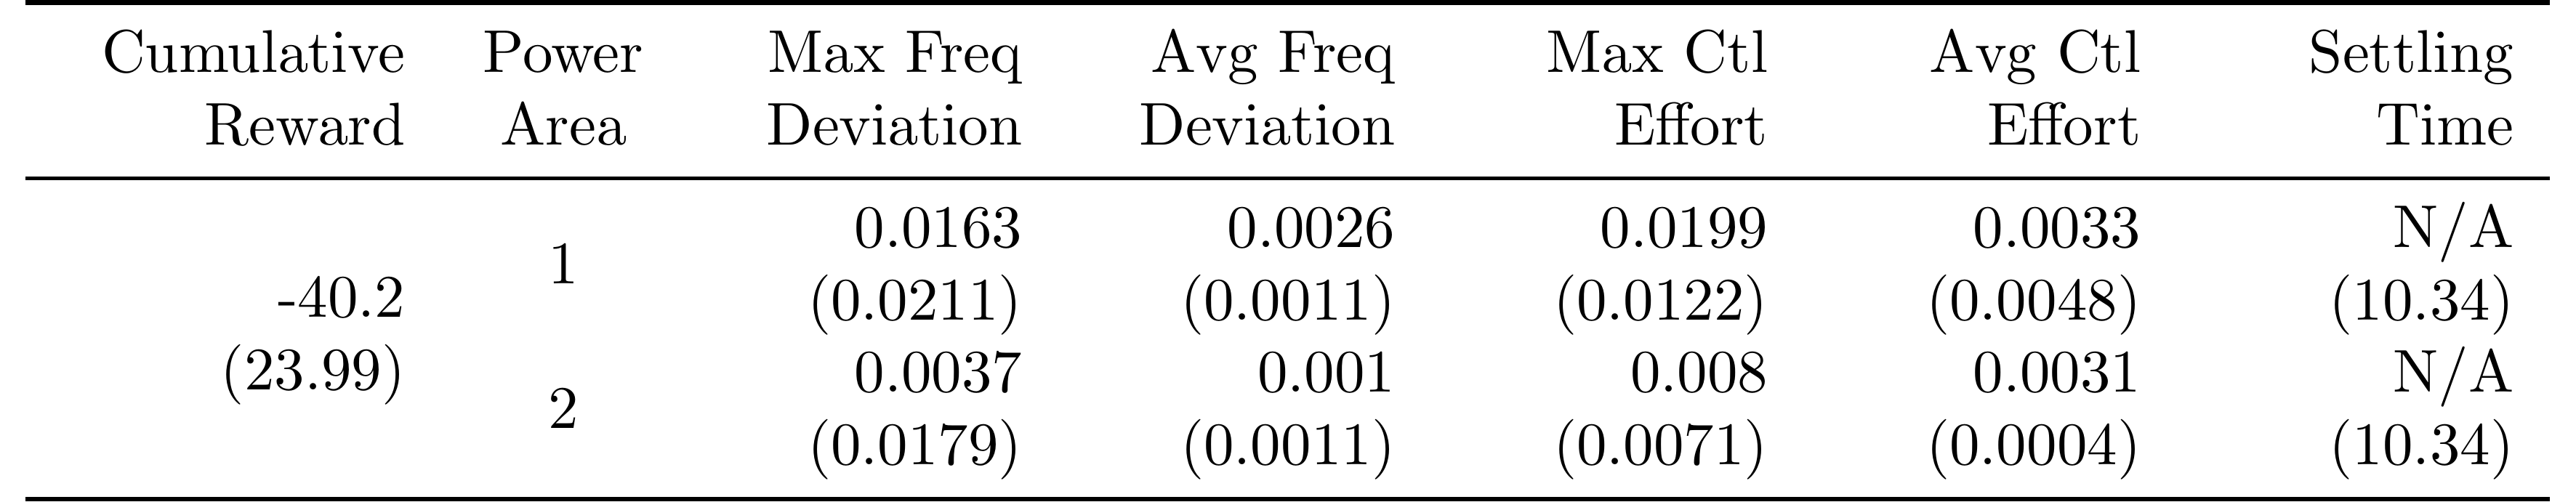 Cumulative Power Max Freq Avg Freq Max Ctl Avg Ctl Settling
Reward Area Deviation Deviation Effort Effort Time
0.0163 0.0026 0.0199 0.0033 N/A
1
-40.2 (0.0211) (0.0011) (0.0122) (0.0048) (10.34)
(23.99) 0.0037 0.001 0.008 0.0031 N/A
2
(0.0179) (0.0011) (0.0071) (0.0004) (10.34)